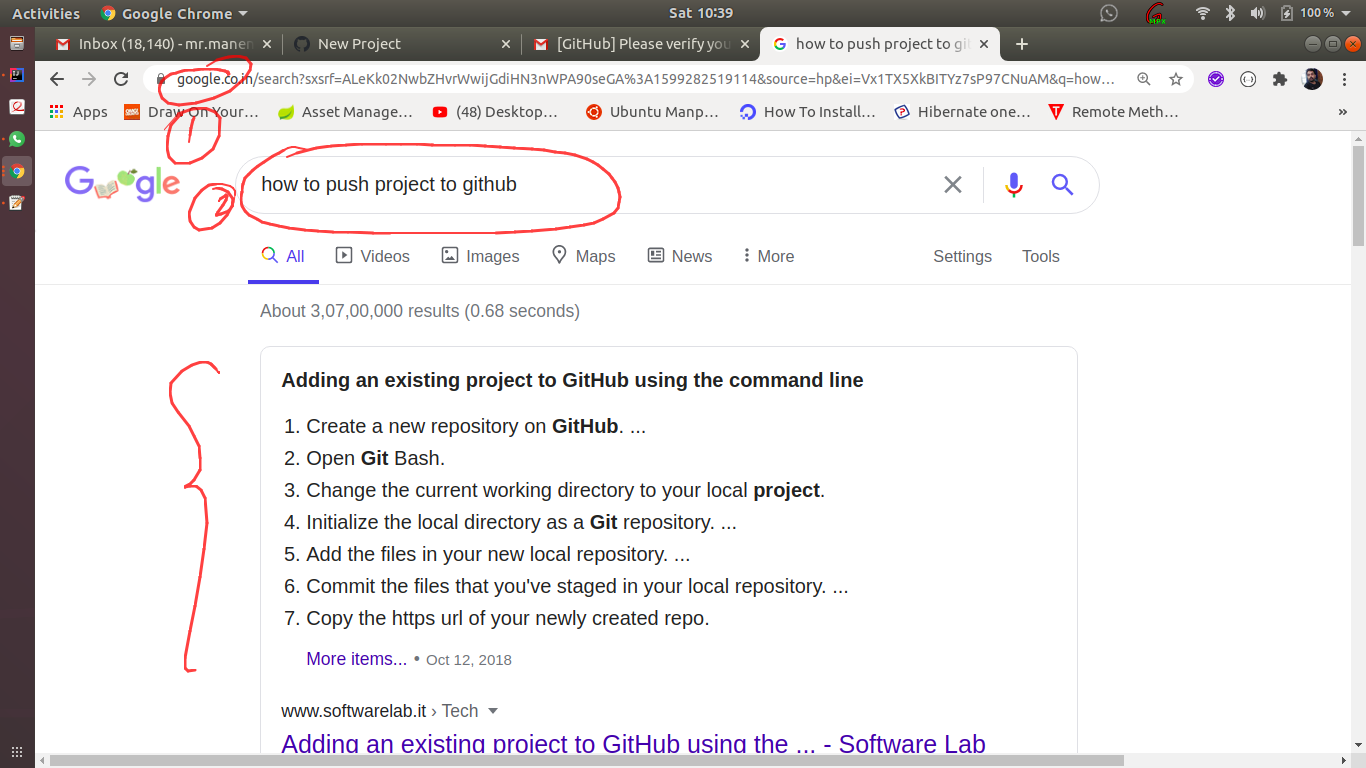 Activities Google Chrome Sat 10:39 MPX 100 %
Inbox (18,140) - mr.maner New Project [GitHub] Please verify you how to push project to git
google.co.in/search?sxsrf=ALeKk02NwbZHvrWwijGdiHN3nWPA90seGA%3A1599282519114&source=hp&ei=Vx1TX5XkBITYz7sP97CNuAM&q=how...
Apps Draw On Your… Asset Manage… (48) Desktop… Ubuntu Manp… How To Install… Hibernate one… Remote Meth… »
1
Google how to push project to github
2
All Videos Images Maps News More Settings Tools
About 3,07,00,000 results (0.68 seconds)
Adding an existing project to GitHub using the command line
1. Create a new repository on GitHub. ...
2. Open Git Bash.
3. Change the current working directory to your local project.
4. Initialize the local directory as a Git repository. ...
5. Add the files in your new local repository. ...
6. Commit the files that you've staged in your local repository. ...
7. Copy the https url of your newly created repo.
More items... • Oct 12, 2018
www.softwarelab.it › Tech
Adding an existing project to GitHub using the ... - Software Lab